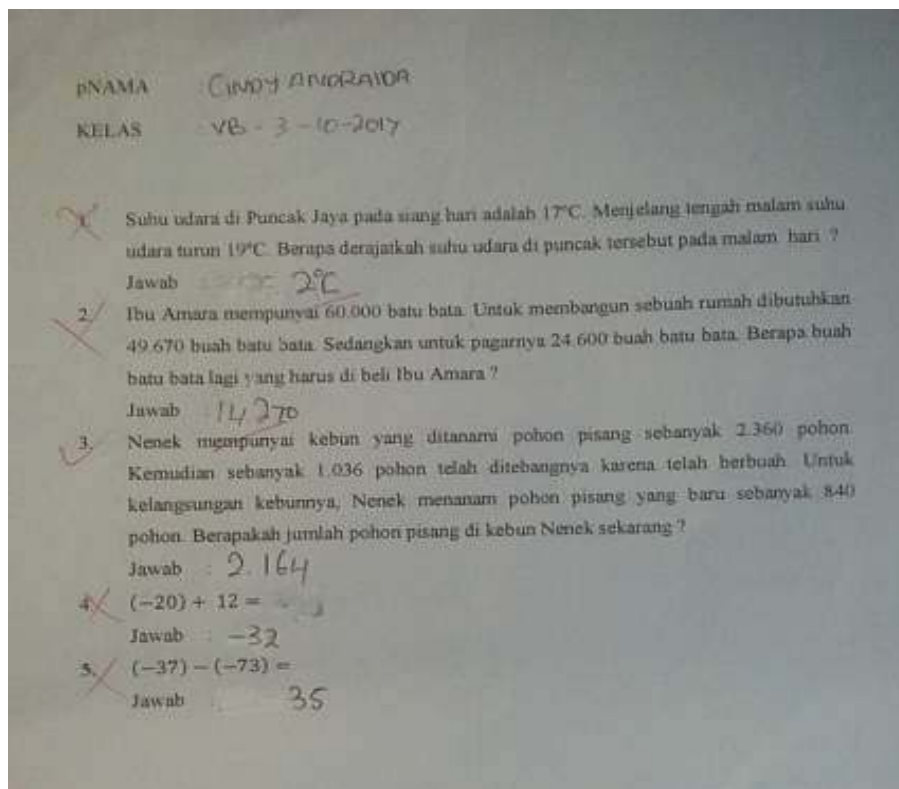 pNAMA : CINDY ANDRAIDA
KELAS : VB - 3 - 10 - 2017
1. Suhu udara di Puncak Jaya pada siang hari adalah 17°C. Menjelang tengah malam suhu
udara turun 19°C. Berapa derajatkah suhu udara di puncak tersebut pada malam hari ?
Jawab 2°C
2. Ibu Amara mempunyai 60.000 batu bata. Untuk membangun sebuah rumah dibutuhkan
49.670 buah batu bata. Sedangkan untuk pagarnya 24.600 buah batu bata. Berapa buah
batu bata lagi yang harus di beli Ibu Amara ?
Jawab : 14,270
3. Nenek mempunyai kebun yang ditanami pohon pisang sebanyak 2.360 pohon.
Kemudian sebanyak 1.036 pohon telah ditebangnya karena telah berbuah. Untuk
kelangsungan kebunnya, Nenek menanam pohon pisang yang baru sebanyak 840
pohon. Berapakah jumlah pohon pisang di kebun Nenek sekarang ?
Jawab : 2.164
4. (−20) + 12 =
Jawab : −32
5. (−37) − (−73) =
Jawab : 35